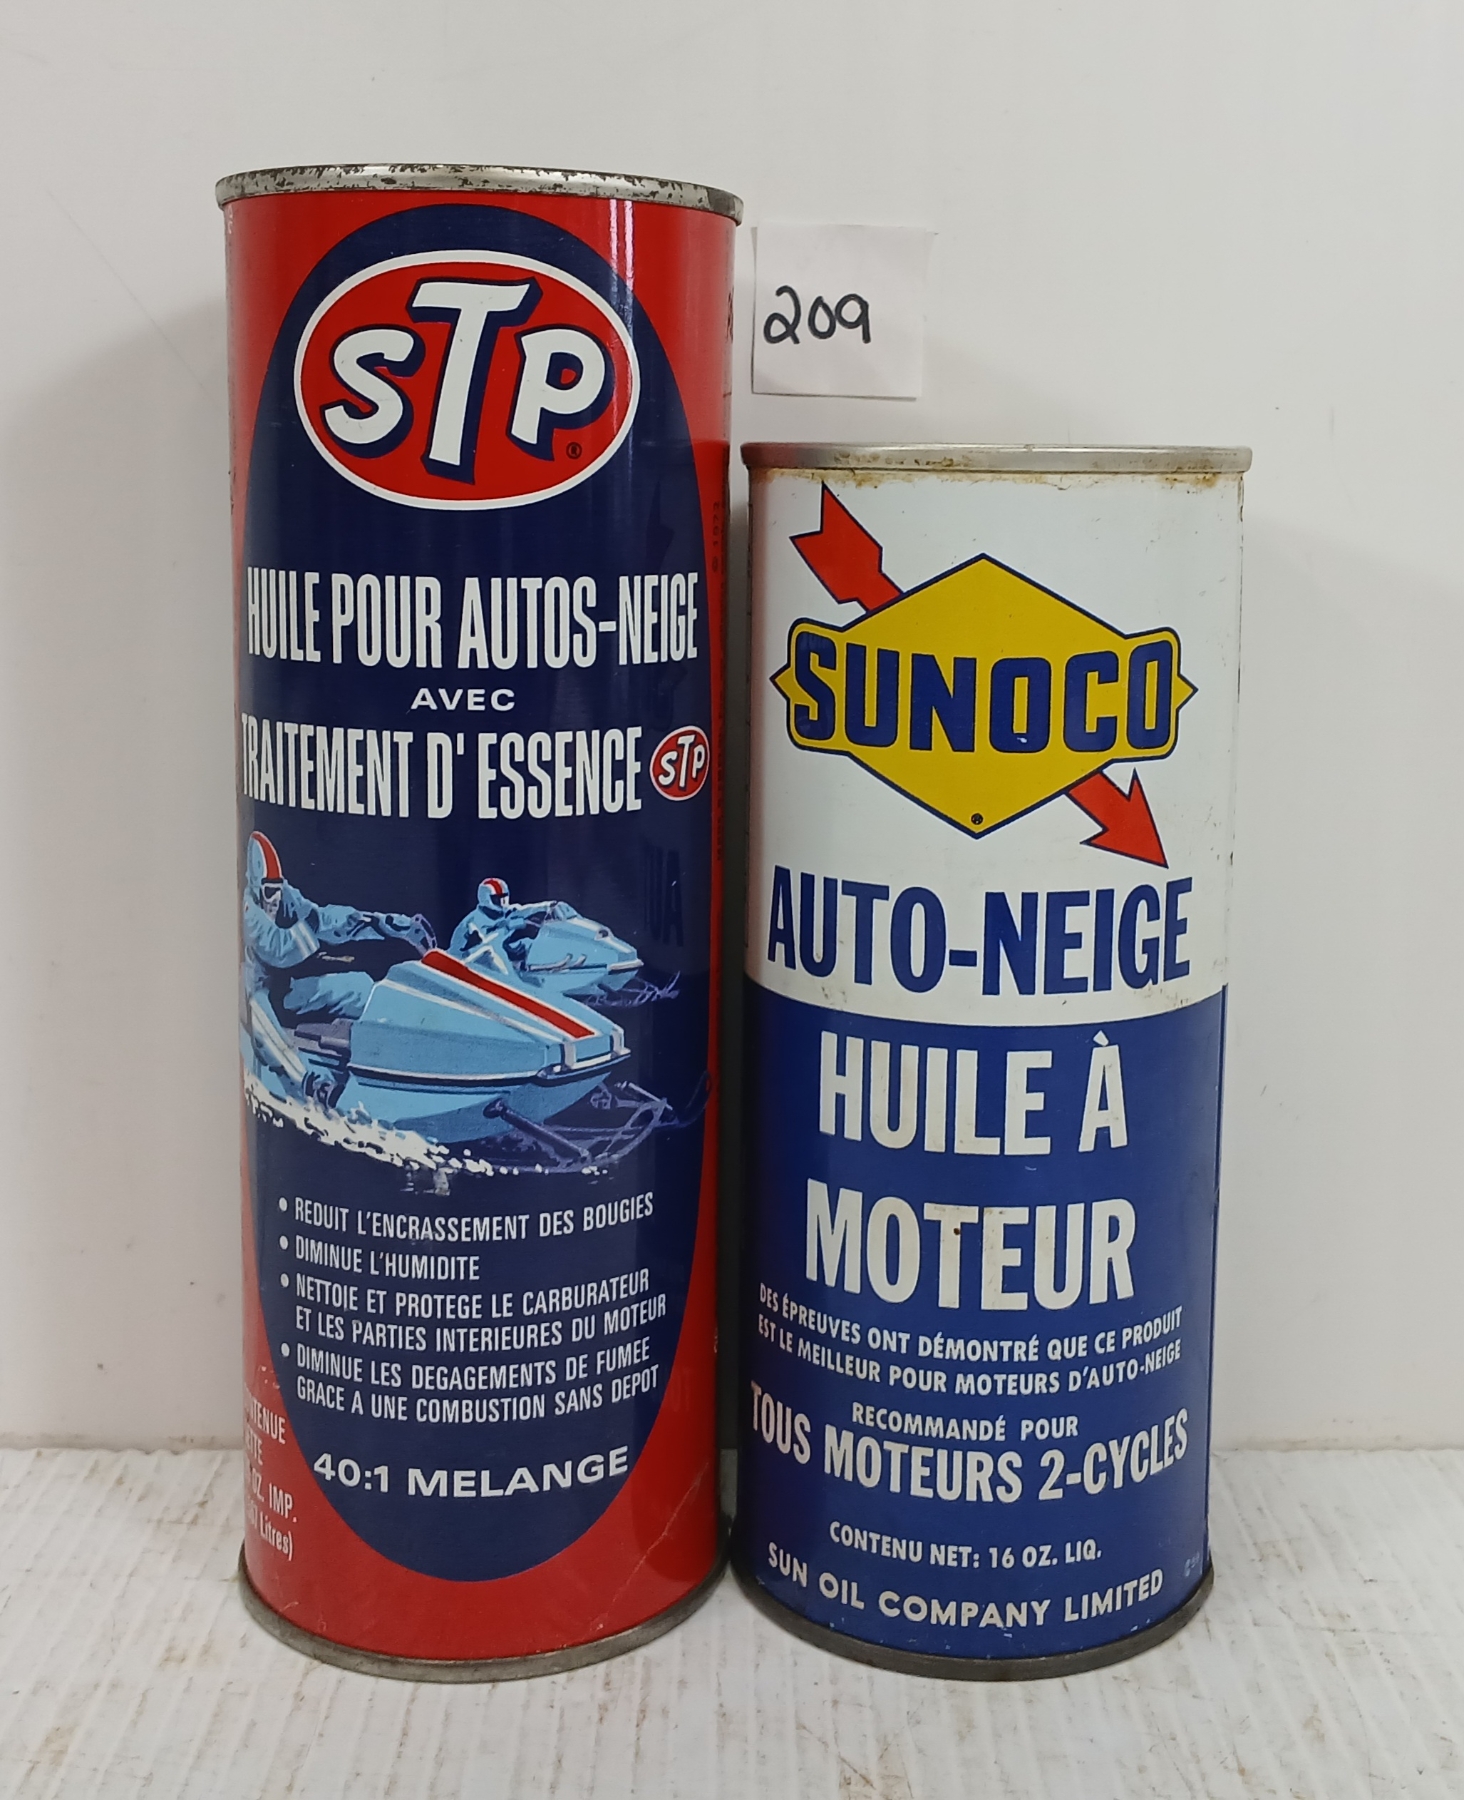 STP
HUILE POUR AUTOS-NEIGE
AVEC
TRAITEMENT D' ESSENCE STP
• REDUIT L'ENCRASSEMENT DES BOUGIES
• DIMINUE L'HUMIDITE
• NETTOIE ET PROTEGE LE CARBURATEUR
ET LES PARTIES INTERIEURES DU MOTEUR
• DIMINUE LES DEGAGEMENTS DE FUMEE
GRACE A UNE COMBUSTION SANS DEPOT
40:1 MELANGE
OZ. IMP.
Litres)
209
SUNOCO
AUTO-NEIGE
HUILE À
MOTEUR
DES ÉPREUVES ONT DÉMONTRÉ QUE CE PRODUIT
EST LE MEILLEUR POUR MOTEURS D'AUTO-NEIGE
RECOMMANDÉ POUR
TOUS MOTEURS 2-CYCLES
CONTENU NET: 16 OZ. LIQ.
SUN OIL COMPANY LIMITED